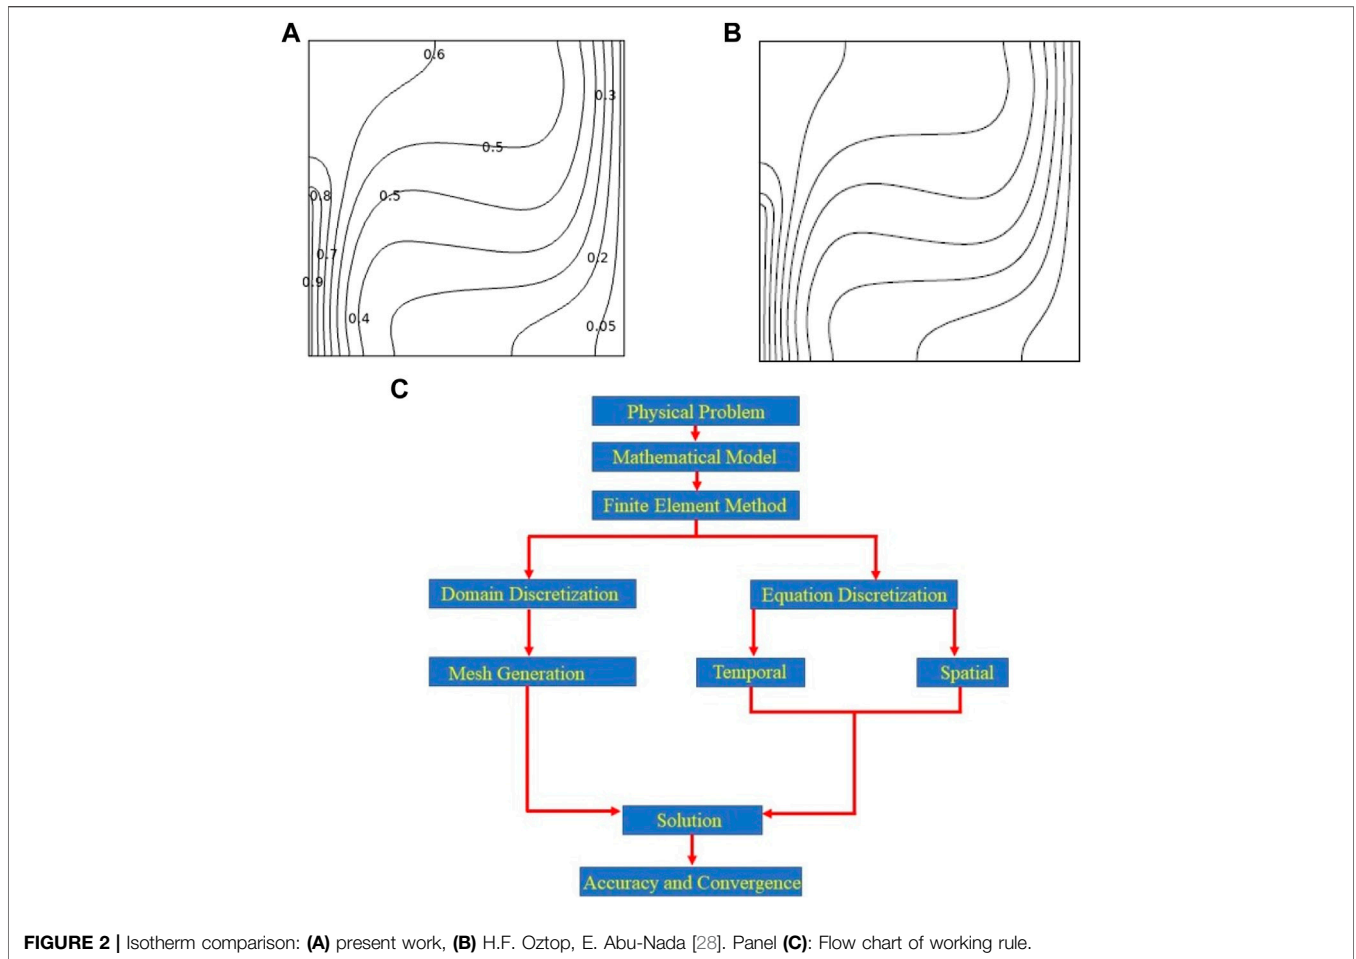 A
B
0.6
0.3
0.5
0.8
0.5
0.7
0.2
0.9
0.4
0.05
C
Physical Problem
Mathematical Model
Finite Element Method
Domain Discretization
Equation Discretization
Mesh Generation
Temporal
Spatial
Solution
Accuracy and Convergence
FIGURE 2 | Isotherm comparison: (A) present work, (B) H.F. Oztop, E. Abu-Nada [28]. Panel (C): Flow chart of working rule.